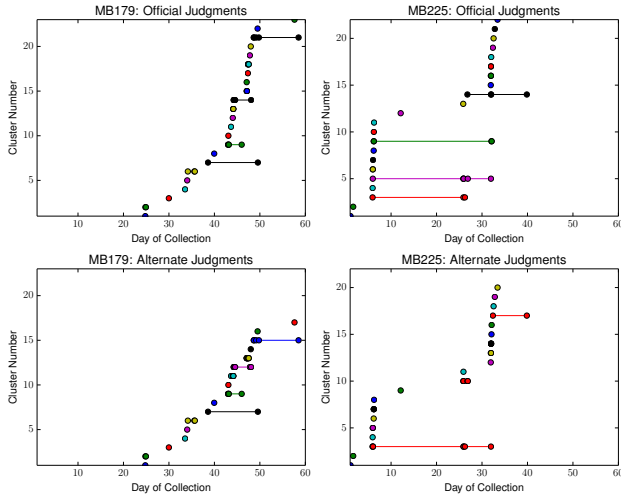 MB179: Official Judgments
MB225: Official Judgments
Cluster Number
20
15
10
5
10 20 30 40 50 60
Day of Collection
Cluster Number
20
15
10
5
10 20 30 40 50 60
Day of Collection
MB179: Alternate Judgments
MB225: Alternate Judgments
Cluster Number
20
15
10
5
10 20 30 40 50 60
Day of Collection
Cluster Number
20
15
10
5
10 20 30 40 50 60
Day of Collection